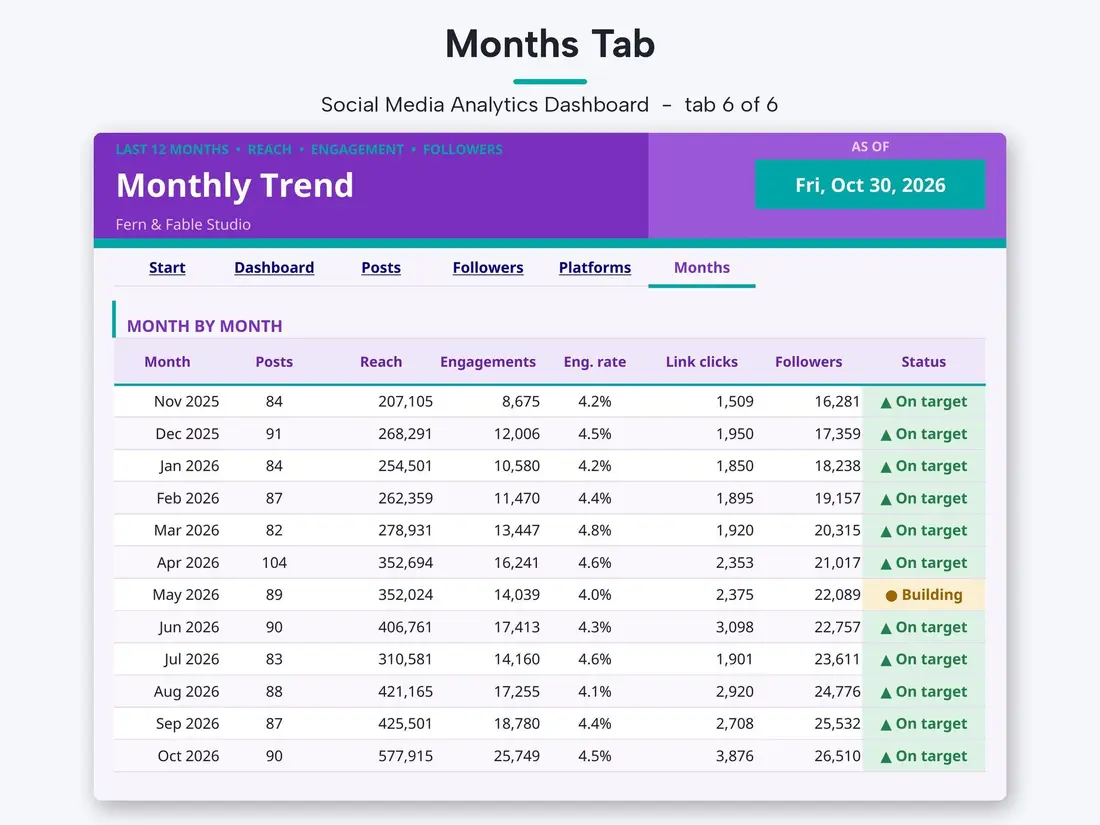 Months Tab
Social Media Analytics Dashboard – tab 6 of 6
LAST 12 MONTHS • REACH • ENGAGEMENT • FOLLOWERS
AS OF
Monthly Trend
Fri, Oct 30, 2026
Fern & Fable Studio
Start Dashboard Posts Followers Platforms Months
MONTH BY MONTH
Month Posts Reach Engagements Eng. rate Link clicks Followers Status
Nov 2025 84 207,105 8,675 4.2% 1,509 16,281 ▲ On target
Dec 2025 91 268,291 12,006 4.5% 1,950 17,359 ▲ On target
Jan 2026 84 254,501 10,580 4.2% 1,850 18,238 ▲ On target
Feb 2026 87 262,359 11,470 4.4% 1,895 19,157 ▲ On target
Mar 2026 82 278,931 13,447 4.8% 1,920 20,315 ▲ On target
Apr 2026 104 352,694 16,241 4.6% 2,353 21,017 ▲ On target
May 2026 89 352,024 14,039 4.0% 2,375 22,089 ● Building
Jun 2026 90 406,761 17,413 4.3% 3,098 22,757 ▲ On target
Jul 2026 83 310,581 14,160 4.6% 1,901 23,611 ▲ On target
Aug 2026 88 421,165 17,255 4.1% 2,920 24,776 ▲ On target
Sep 2026 87 425,501 18,780 4.4% 2,708 25,532 ▲ On target
Oct 2026 90 577,915 25,749 4.5% 3,876 26,510 ▲ On target